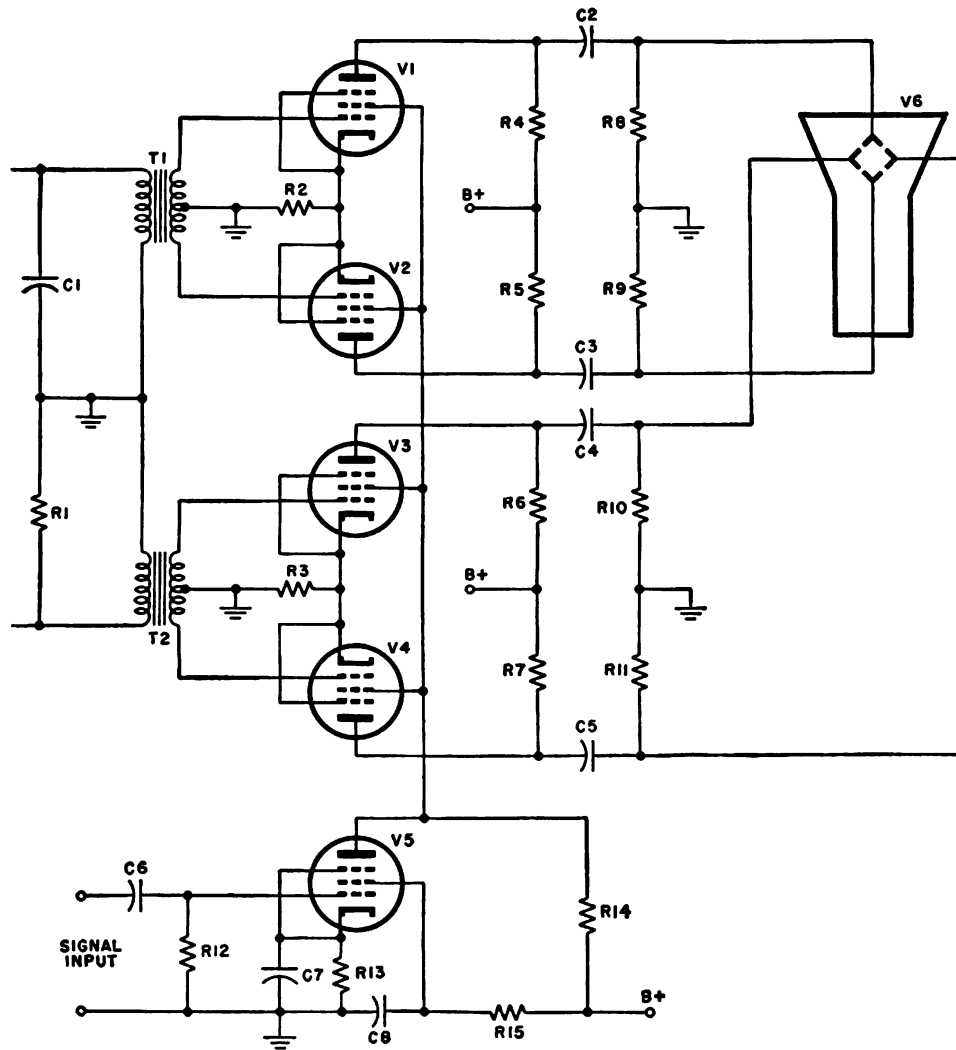 C2
V1
V6
R4
R8
T1
R2
B+
V2
C1
R5
R9
C3
C4
V3
R6
R10
R1
R3
B+
T2
V4
R7
R11
C5
V5
C6
R14
SIGNAL
INPUT
R12
C7
R13
B+
C8
R15